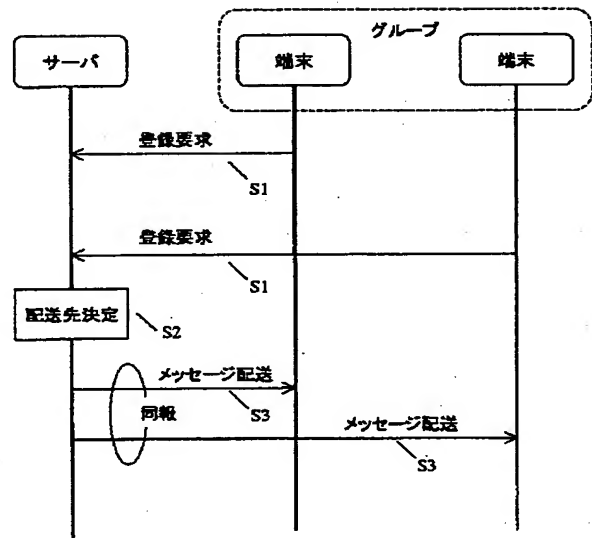 グループ
サーバ
端末
端末
登録要求
S1
登録要求
S1
配送先決定
S2
メッセージ配送
S3
同報
メッセージ配送
S3